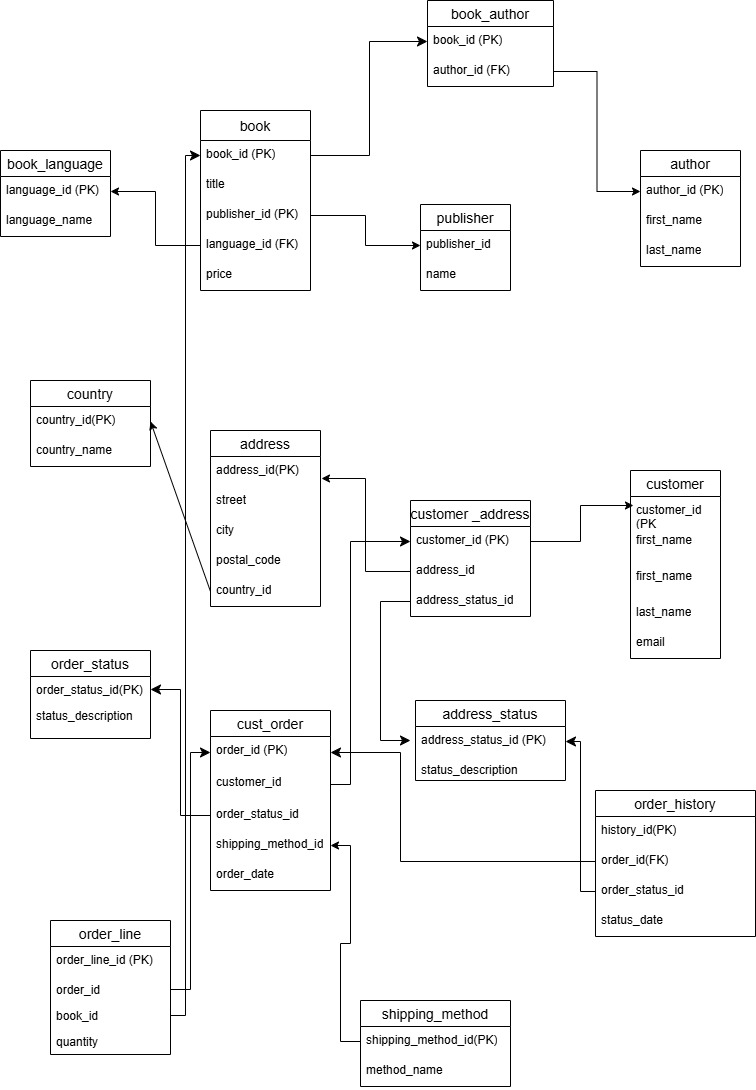 book_author
book_id (PK)
author_id (FK)
book
book_id (PK)
title
publisher_id (PK)
language_id (FK)
price
book_language
language_id (PK)
language_name
publisher
publisher_id
name
author
author_id (PK)
first_name
last_name
country
country_id(PK)
country_name
address
address_id(PK)
street
city
postal_code
country_id
customer _address
customer_id (PK)
address_id
address_status_id
customer
customer_id
(PK
first_name
first_name
last_name
email
order_status
order_status_id(PK)
status_description
cust_order
order_id (PK)
customer_id
order_status_id
shipping_method_id
order_date
address_status
address_status_id (PK)
status_description
order_history
history_id(PK)
order_id(FK)
order_status_id
status_date
order_line
order_line_id (PK)
order_id
book_id
quantity
shipping_method
shipping_method_id(PK)
method_name